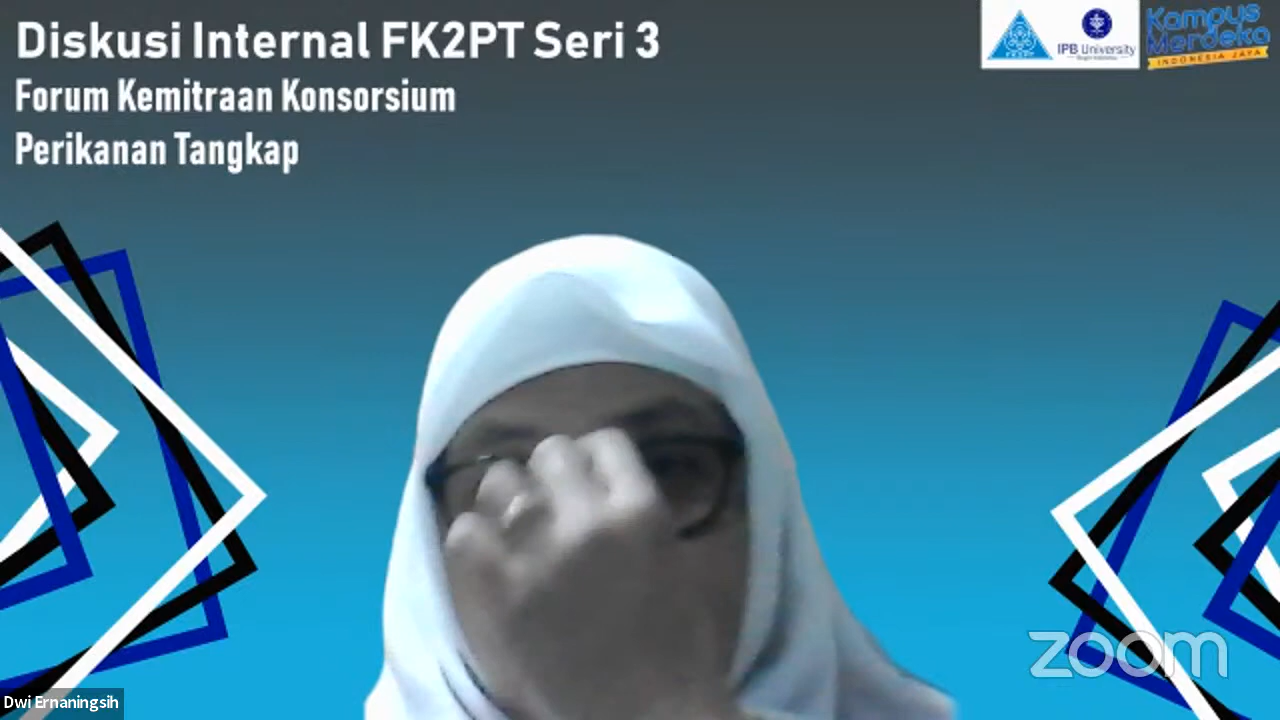 Diskusi Internal FK2PT Seri 3
Forum Kemitraan Konsorsium
Perikanan Tangkap
IPB University
Kampus
Merdeka
INDONESIA JAYA
zoom
Dwi Ernaningsih